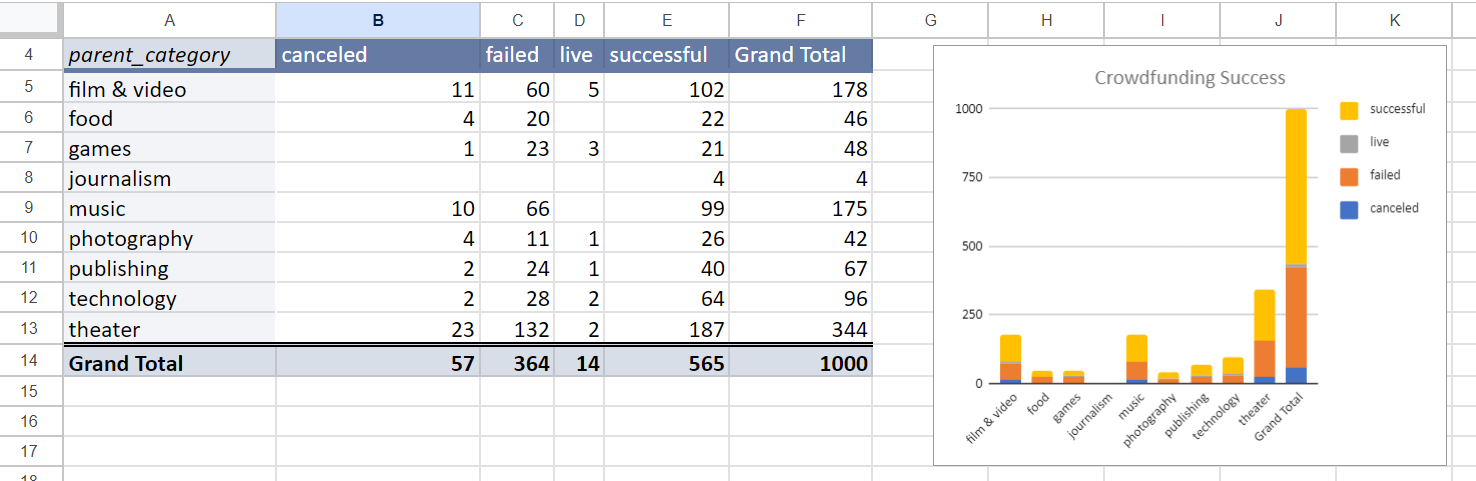 A B C D E F G H I J K
4 parent_category canceled failed live successful Grand Total
5 film & video 11 60 5 102 178
6 food 4 20 22 46
7 games 1 23 3 21 48
8 journalism 4 4
9 music 10 66 99 175
10 photography 4 11 1 26 42
11 publishing 2 24 1 40 67
12 technology 2 28 2 64 96
13 theater 23 132 2 187 344
14 Grand Total 57 364 14 565 1000
15
16
17
18
Crowdfunding Success
1000
750
500
250
0
film & video food games journalism music photography publishing technology theater Grand Total
successful
live
failed
canceled